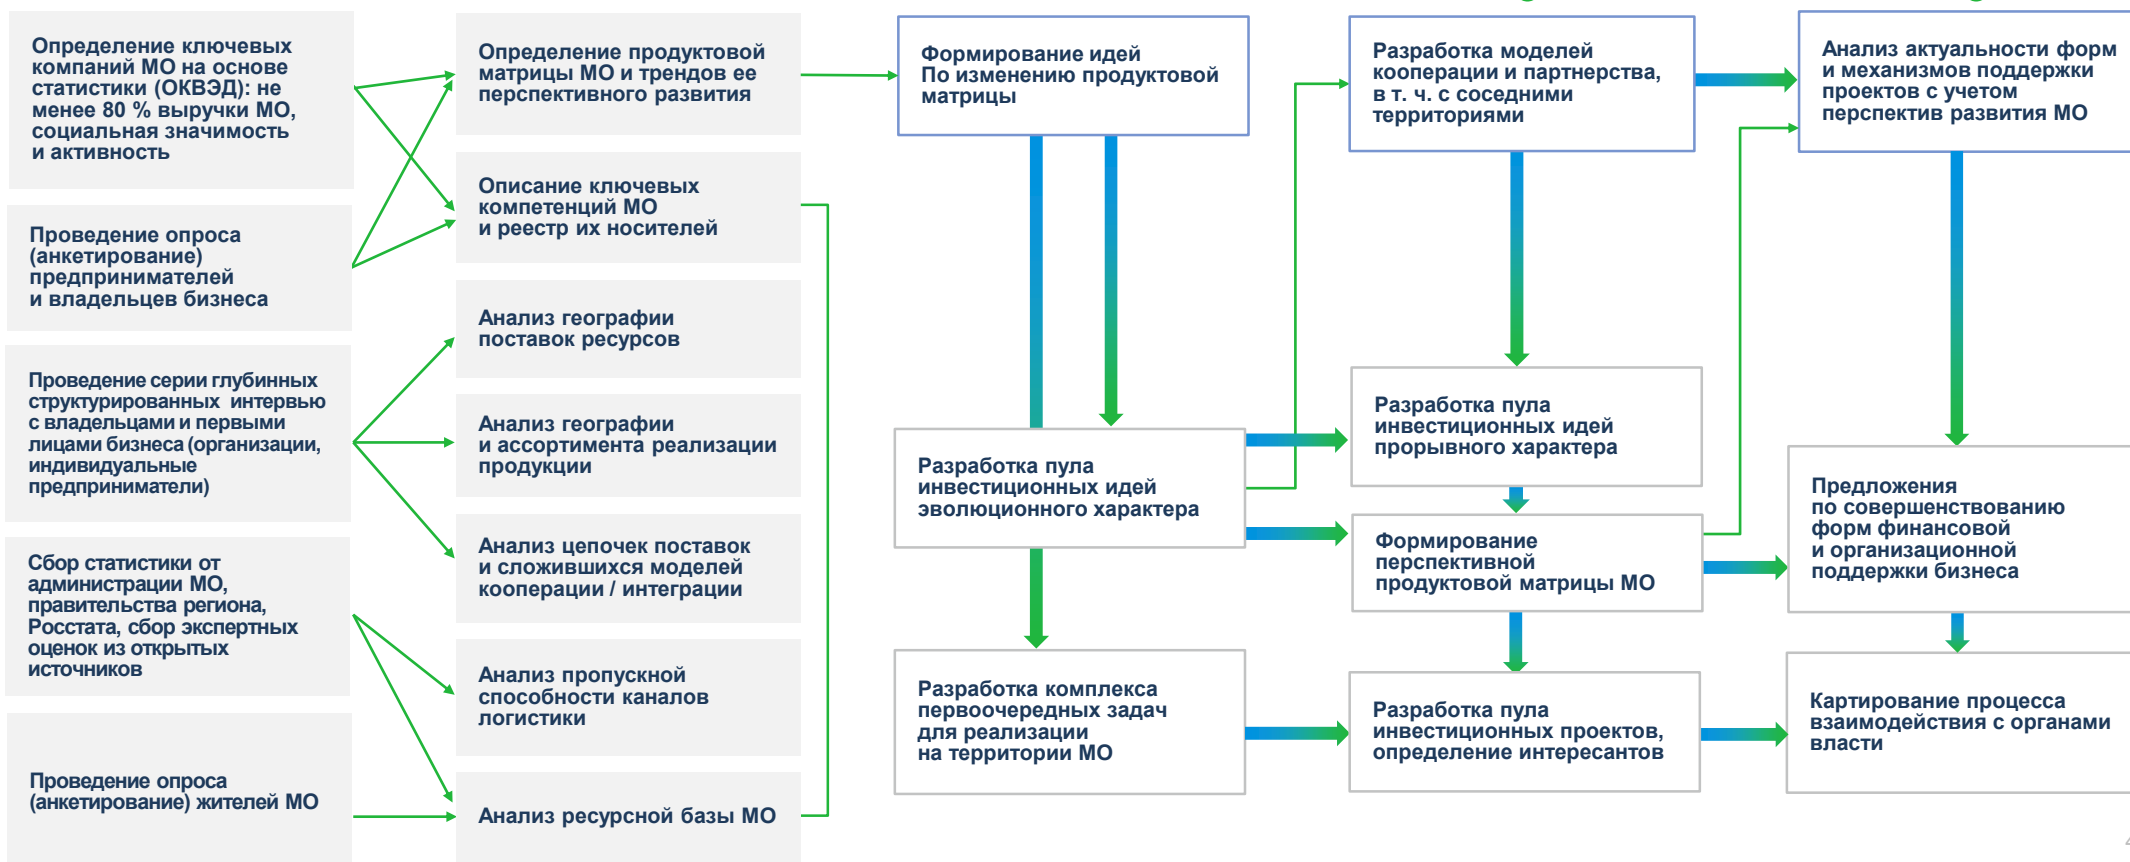 Определение ключевых
компаний МО на основе
статистики (ОКВЭД): не
менее 80 % выручки МО,
социальная значимость
и активность
Проведение опроса
(анкетирование)
предпринимателей
и владельцев бизнеса
Проведение серии глубинных
структурированных интервью
с владельцами и первыми
лицами бизнеса (организации,
индивидуальные
предприниматели)
Сбор статистики от
администрации МО,
правительства региона,
Росстата, сбор экспертных
оценок из открытых
источников
Проведение опроса
(анкетирование) жителей МО
Определение продуктовой
матрицы МО и трендов ее
перспективного развития
Описание ключевых
компетенций МО
и реестр их носителей
Анализ географии
поставок ресурсов
Анализ географии
и ассортимента реализации
продукции
Анализ цепочек поставок
и сложившихся моделей
кооперации / интеграции
Анализ пропускной
способности каналов
логистики
Анализ ресурсной базы МО
Формирование идей
По изменению продуктовой
матрицы
Разработка пула
инвестиционных идей
эволюционного характера
Разработка комплекса
первоочередных задач
для реализации
на территории МО
Разработка моделей
кооперации и партнерства,
в т. ч. с соседними
территориями
Разработка пула
инвестиционных идей
прорывного характера
Формирование
перспективной
продуктовой матрицы МО
Разработка пула
инвестиционных проектов,
определение интересантов
Анализ актуальности форм
и механизмов поддержки
проектов с учетом
перспектив развития МО
Предложения
по совершенствованию
форм финансовой
и организационной
поддержки бизнеса
Картирование процесса
взаимодействия с органами
власти